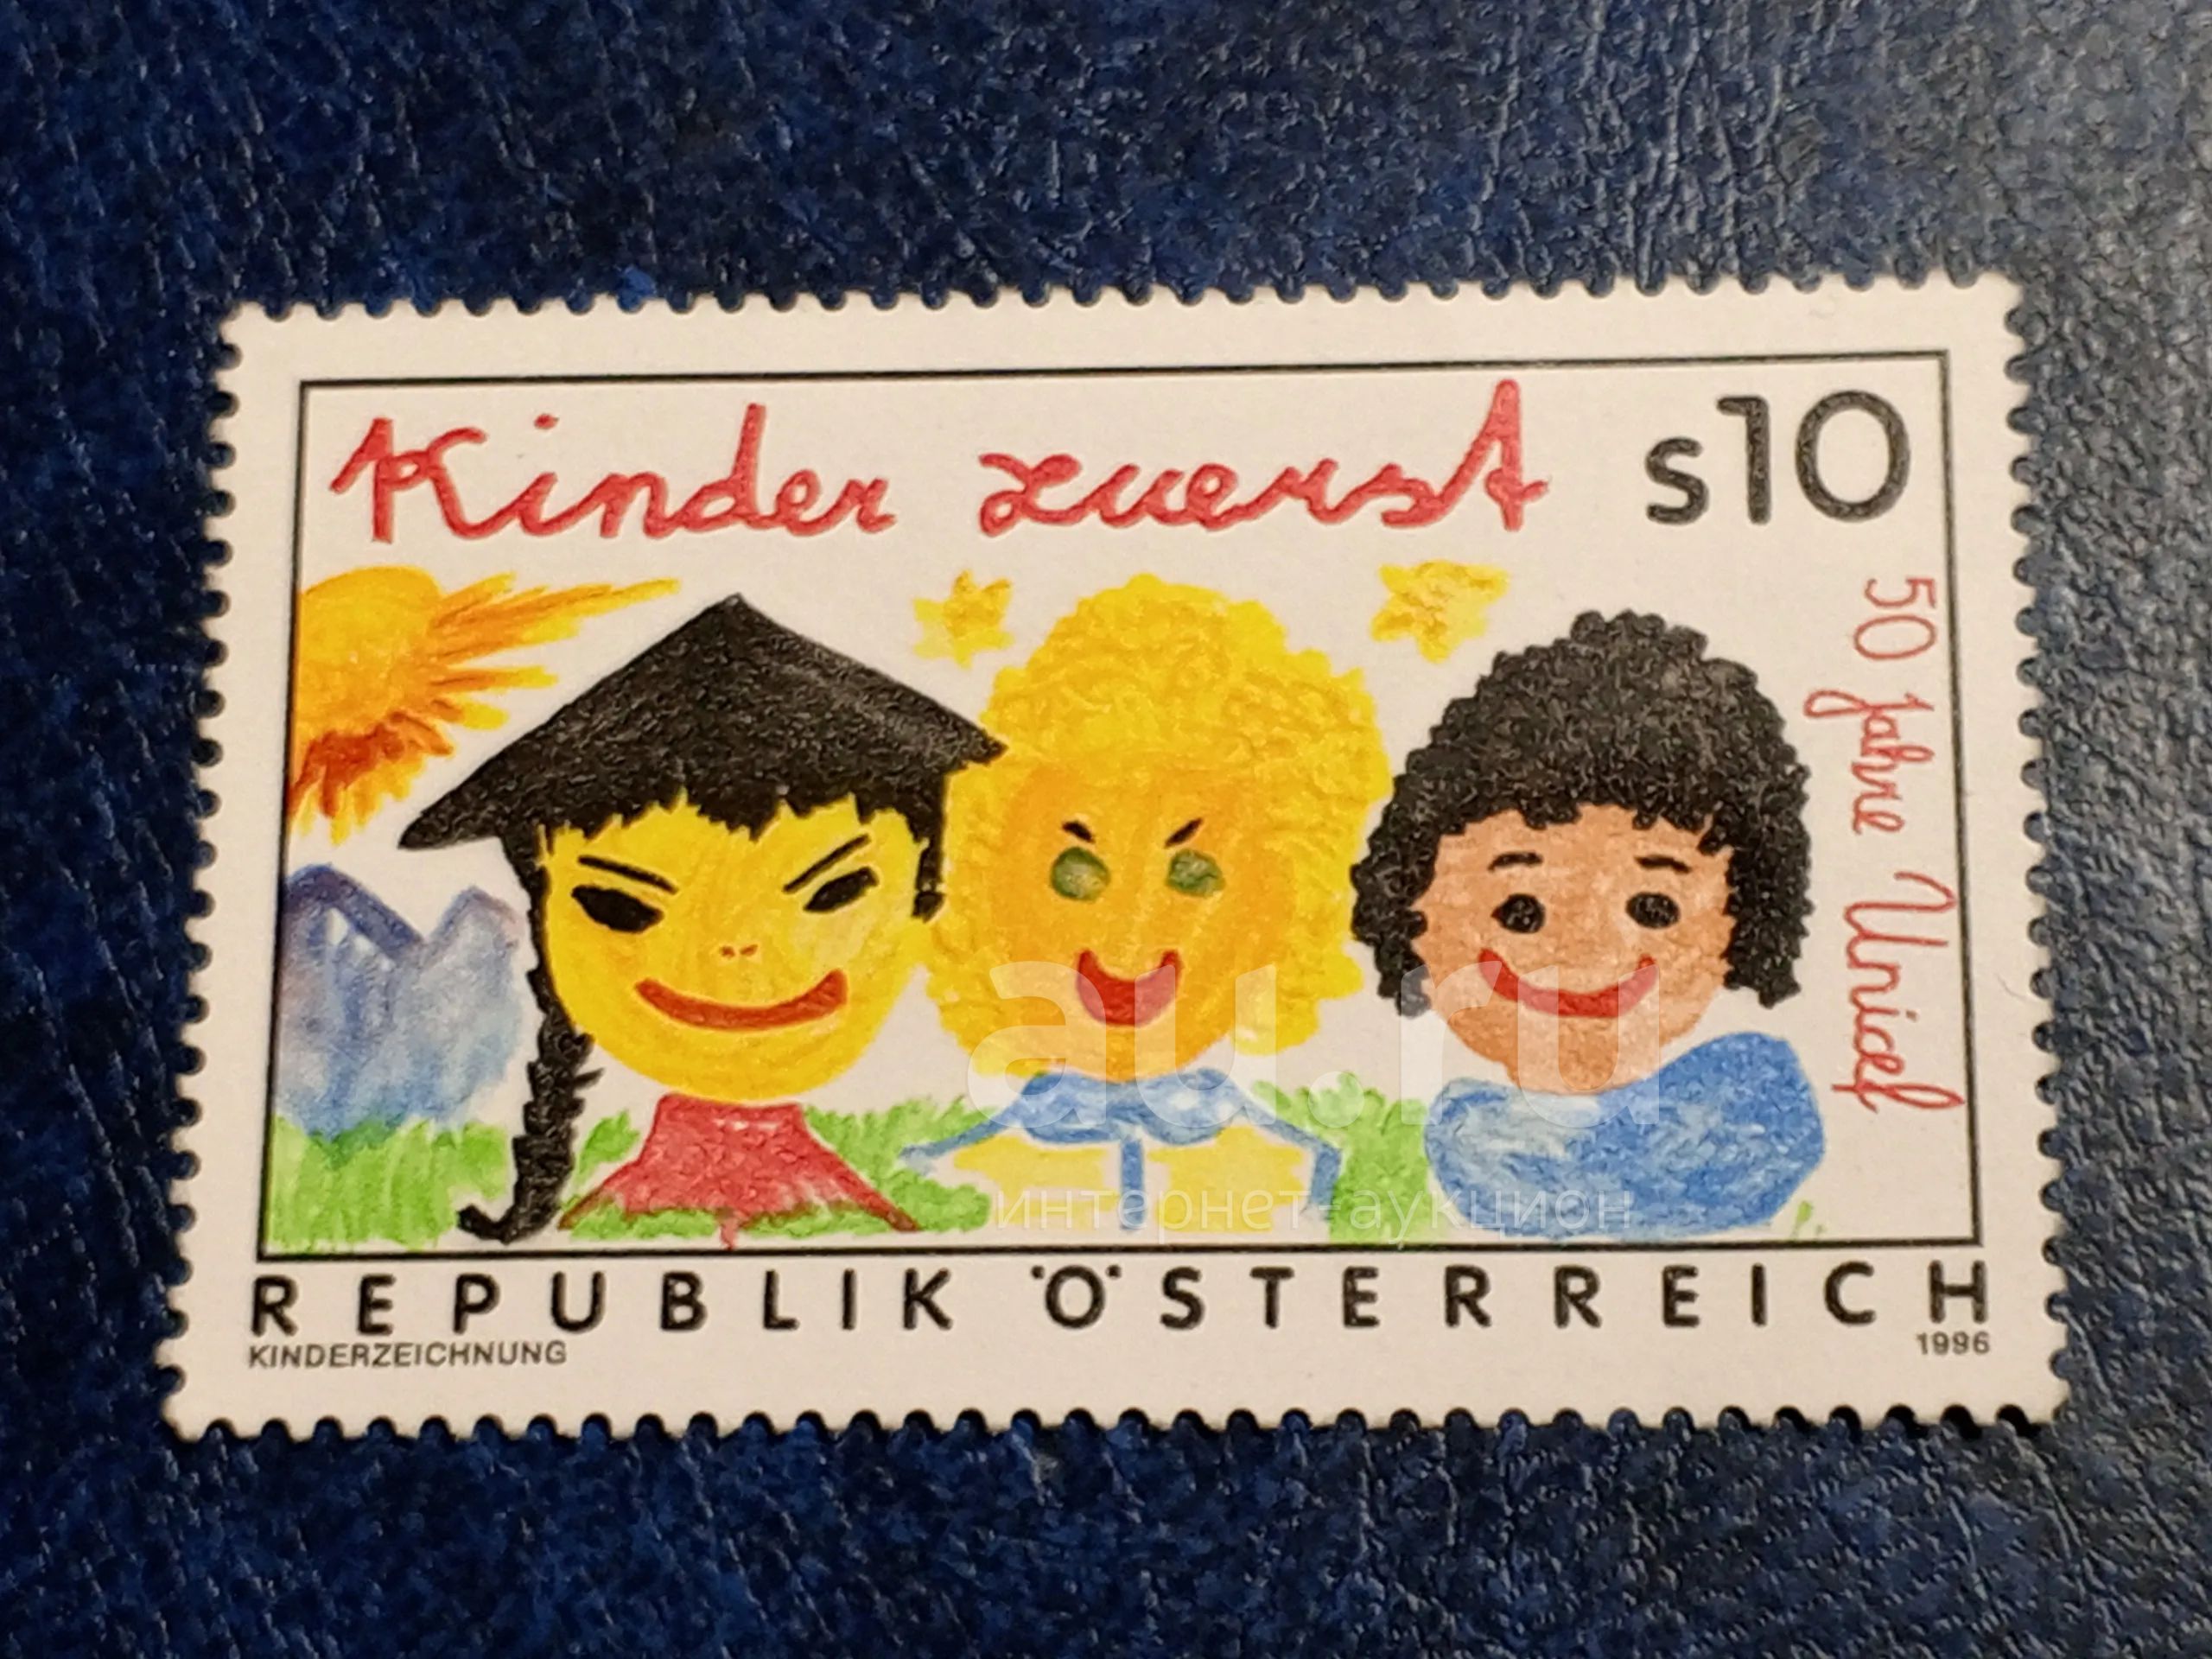 Kinder zuerst
s10
50 Jahre Unicef
au.ru
интернет-аукцион
REPUBLIK ÖSTERREICH
KINDERZEICHNUNG
1996